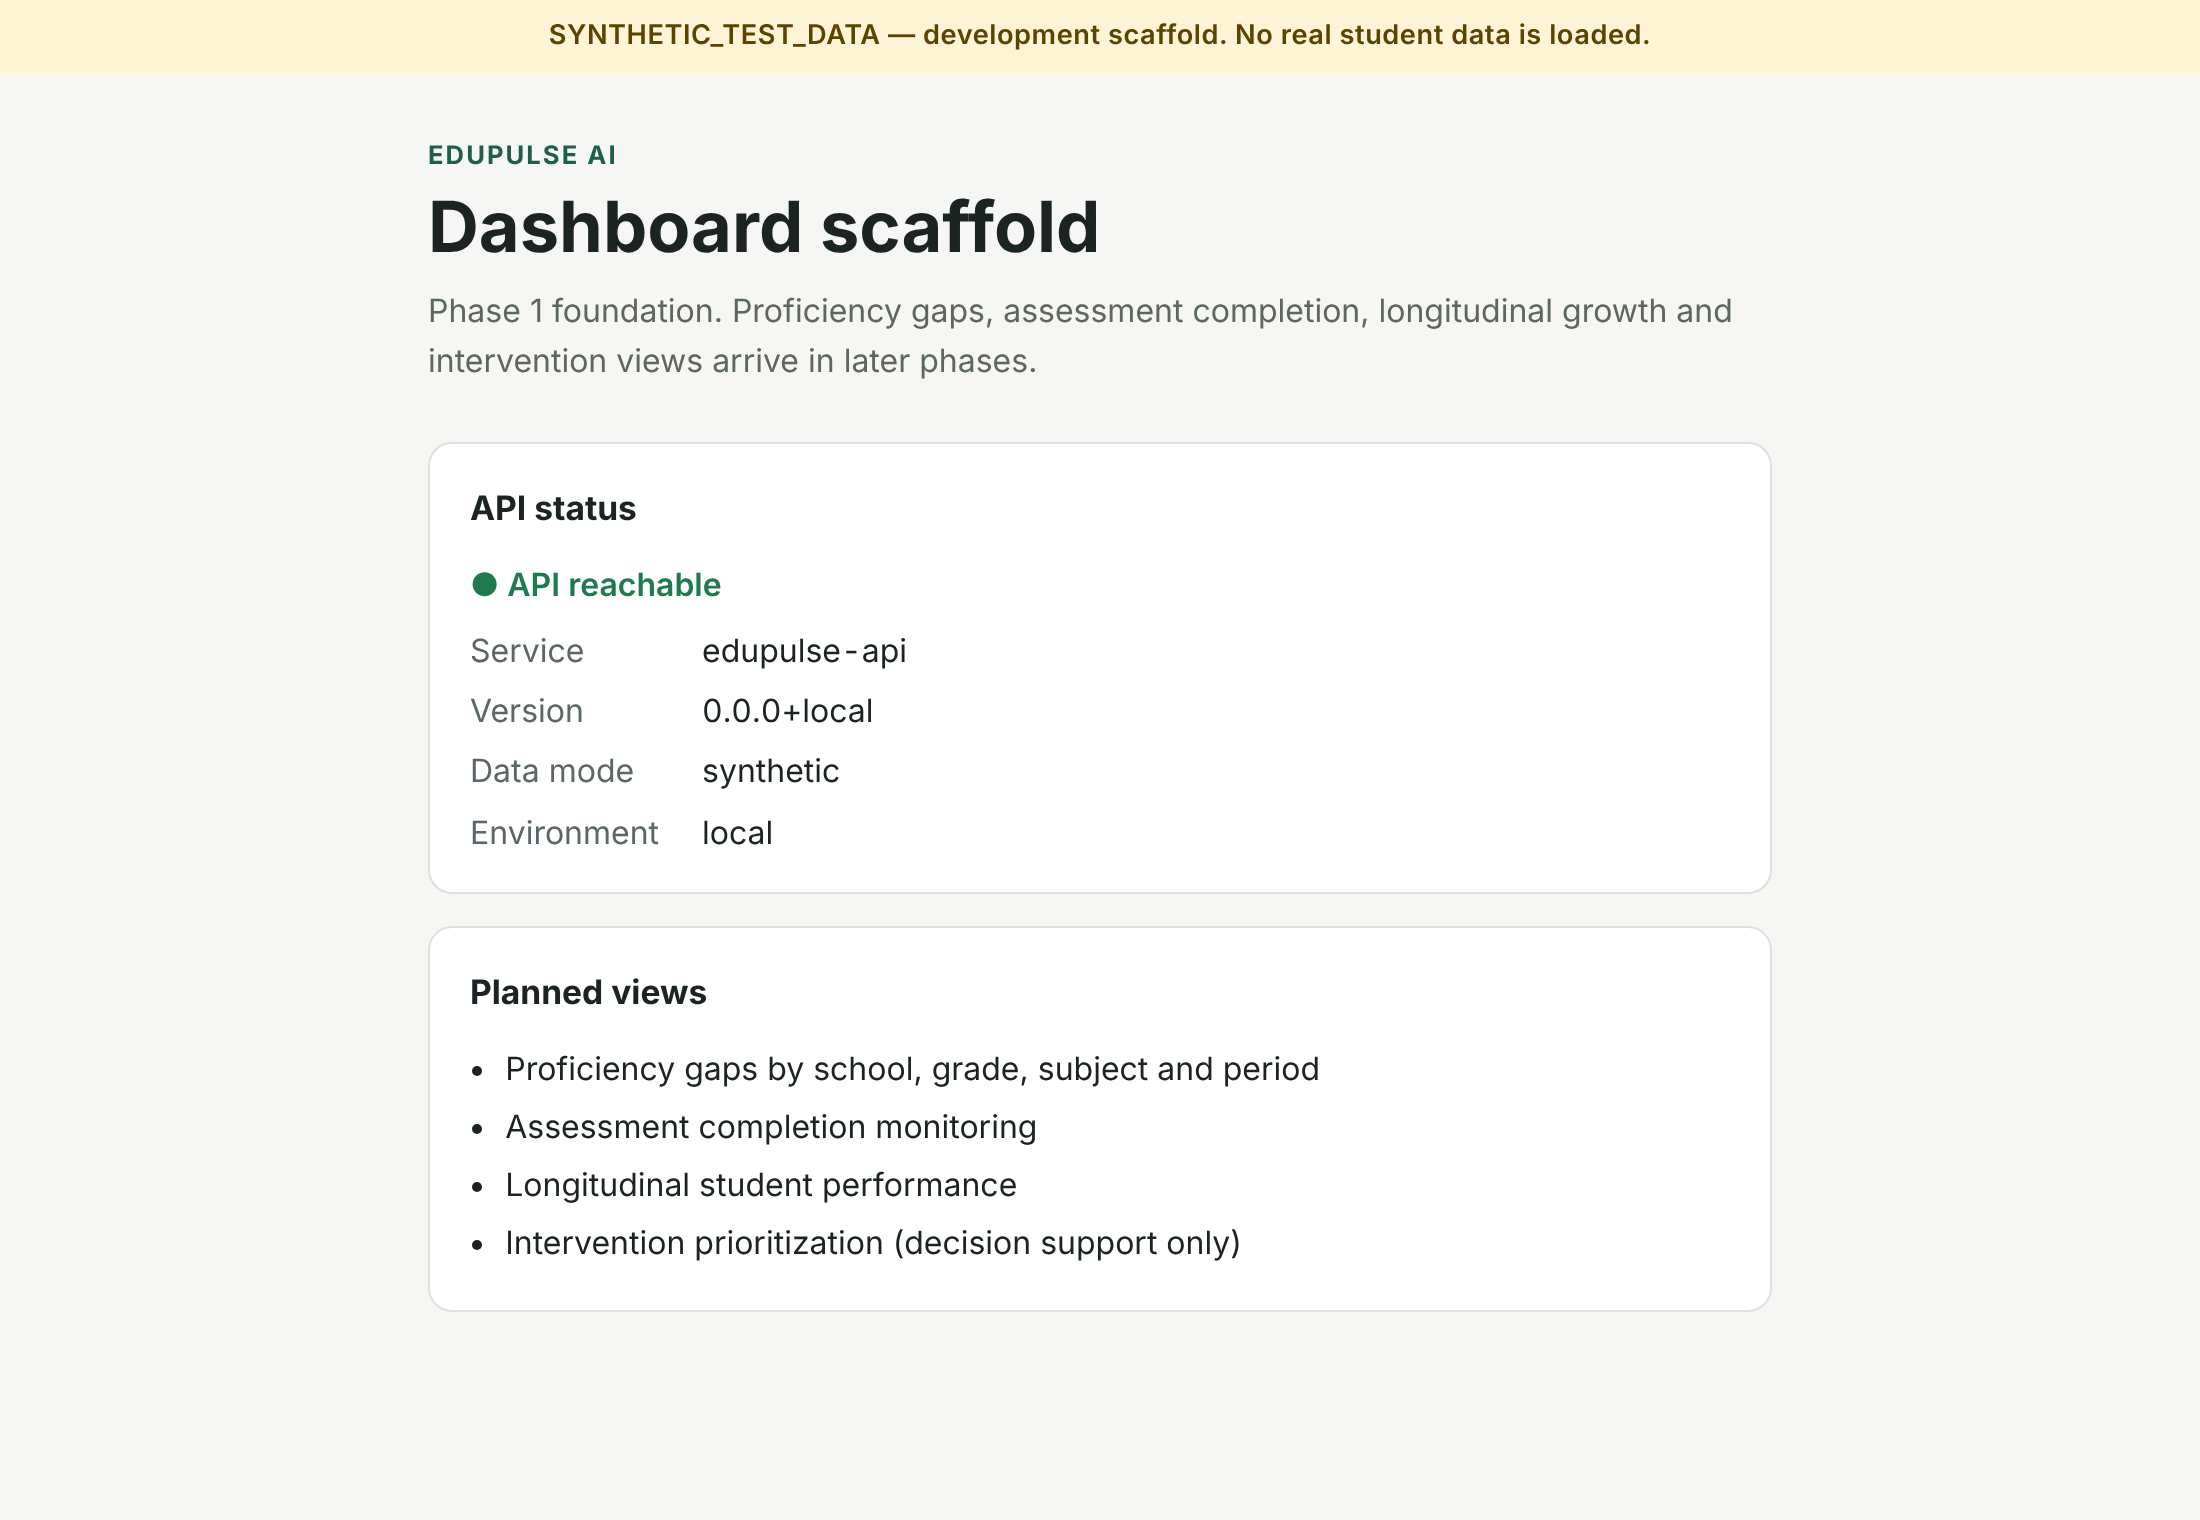 SYNTHETIC_TEST_DATA — development scaffold. No real student data is loaded.
EDUPULSE AI
Dashboard scaffold
Phase 1 foundation. Proficiency gaps, assessment completion, longitudinal growth and
intervention views arrive in later phases.
API status
● API reachable
Service edupulse-api
Version 0.0.0+local
Data mode synthetic
Environment local
Planned views
• Proficiency gaps by school, grade, subject and period
• Assessment completion monitoring
• Longitudinal student performance
• Intervention prioritization (decision support only)